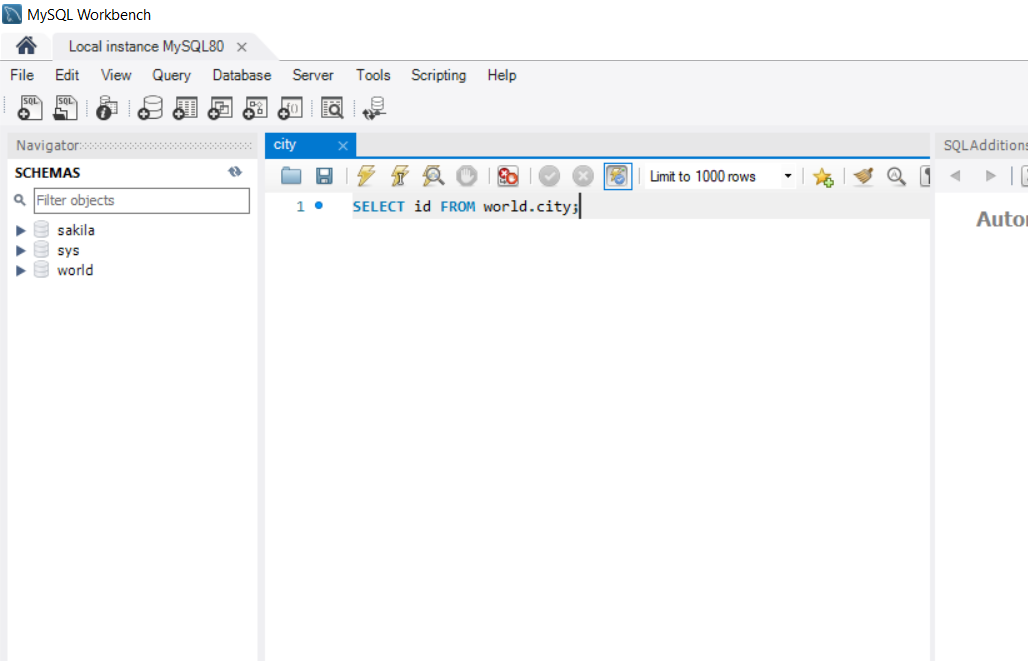 MySQL Workbench
Local instance MySQL80
File Edit View Query Database Server Tools Scripting Help
Navigator
SCHEMAS
Filter objects
sakila
sys
world
city
Limit to 1000 rows
1 SELECT id FROM world.city;
SQLAdditions